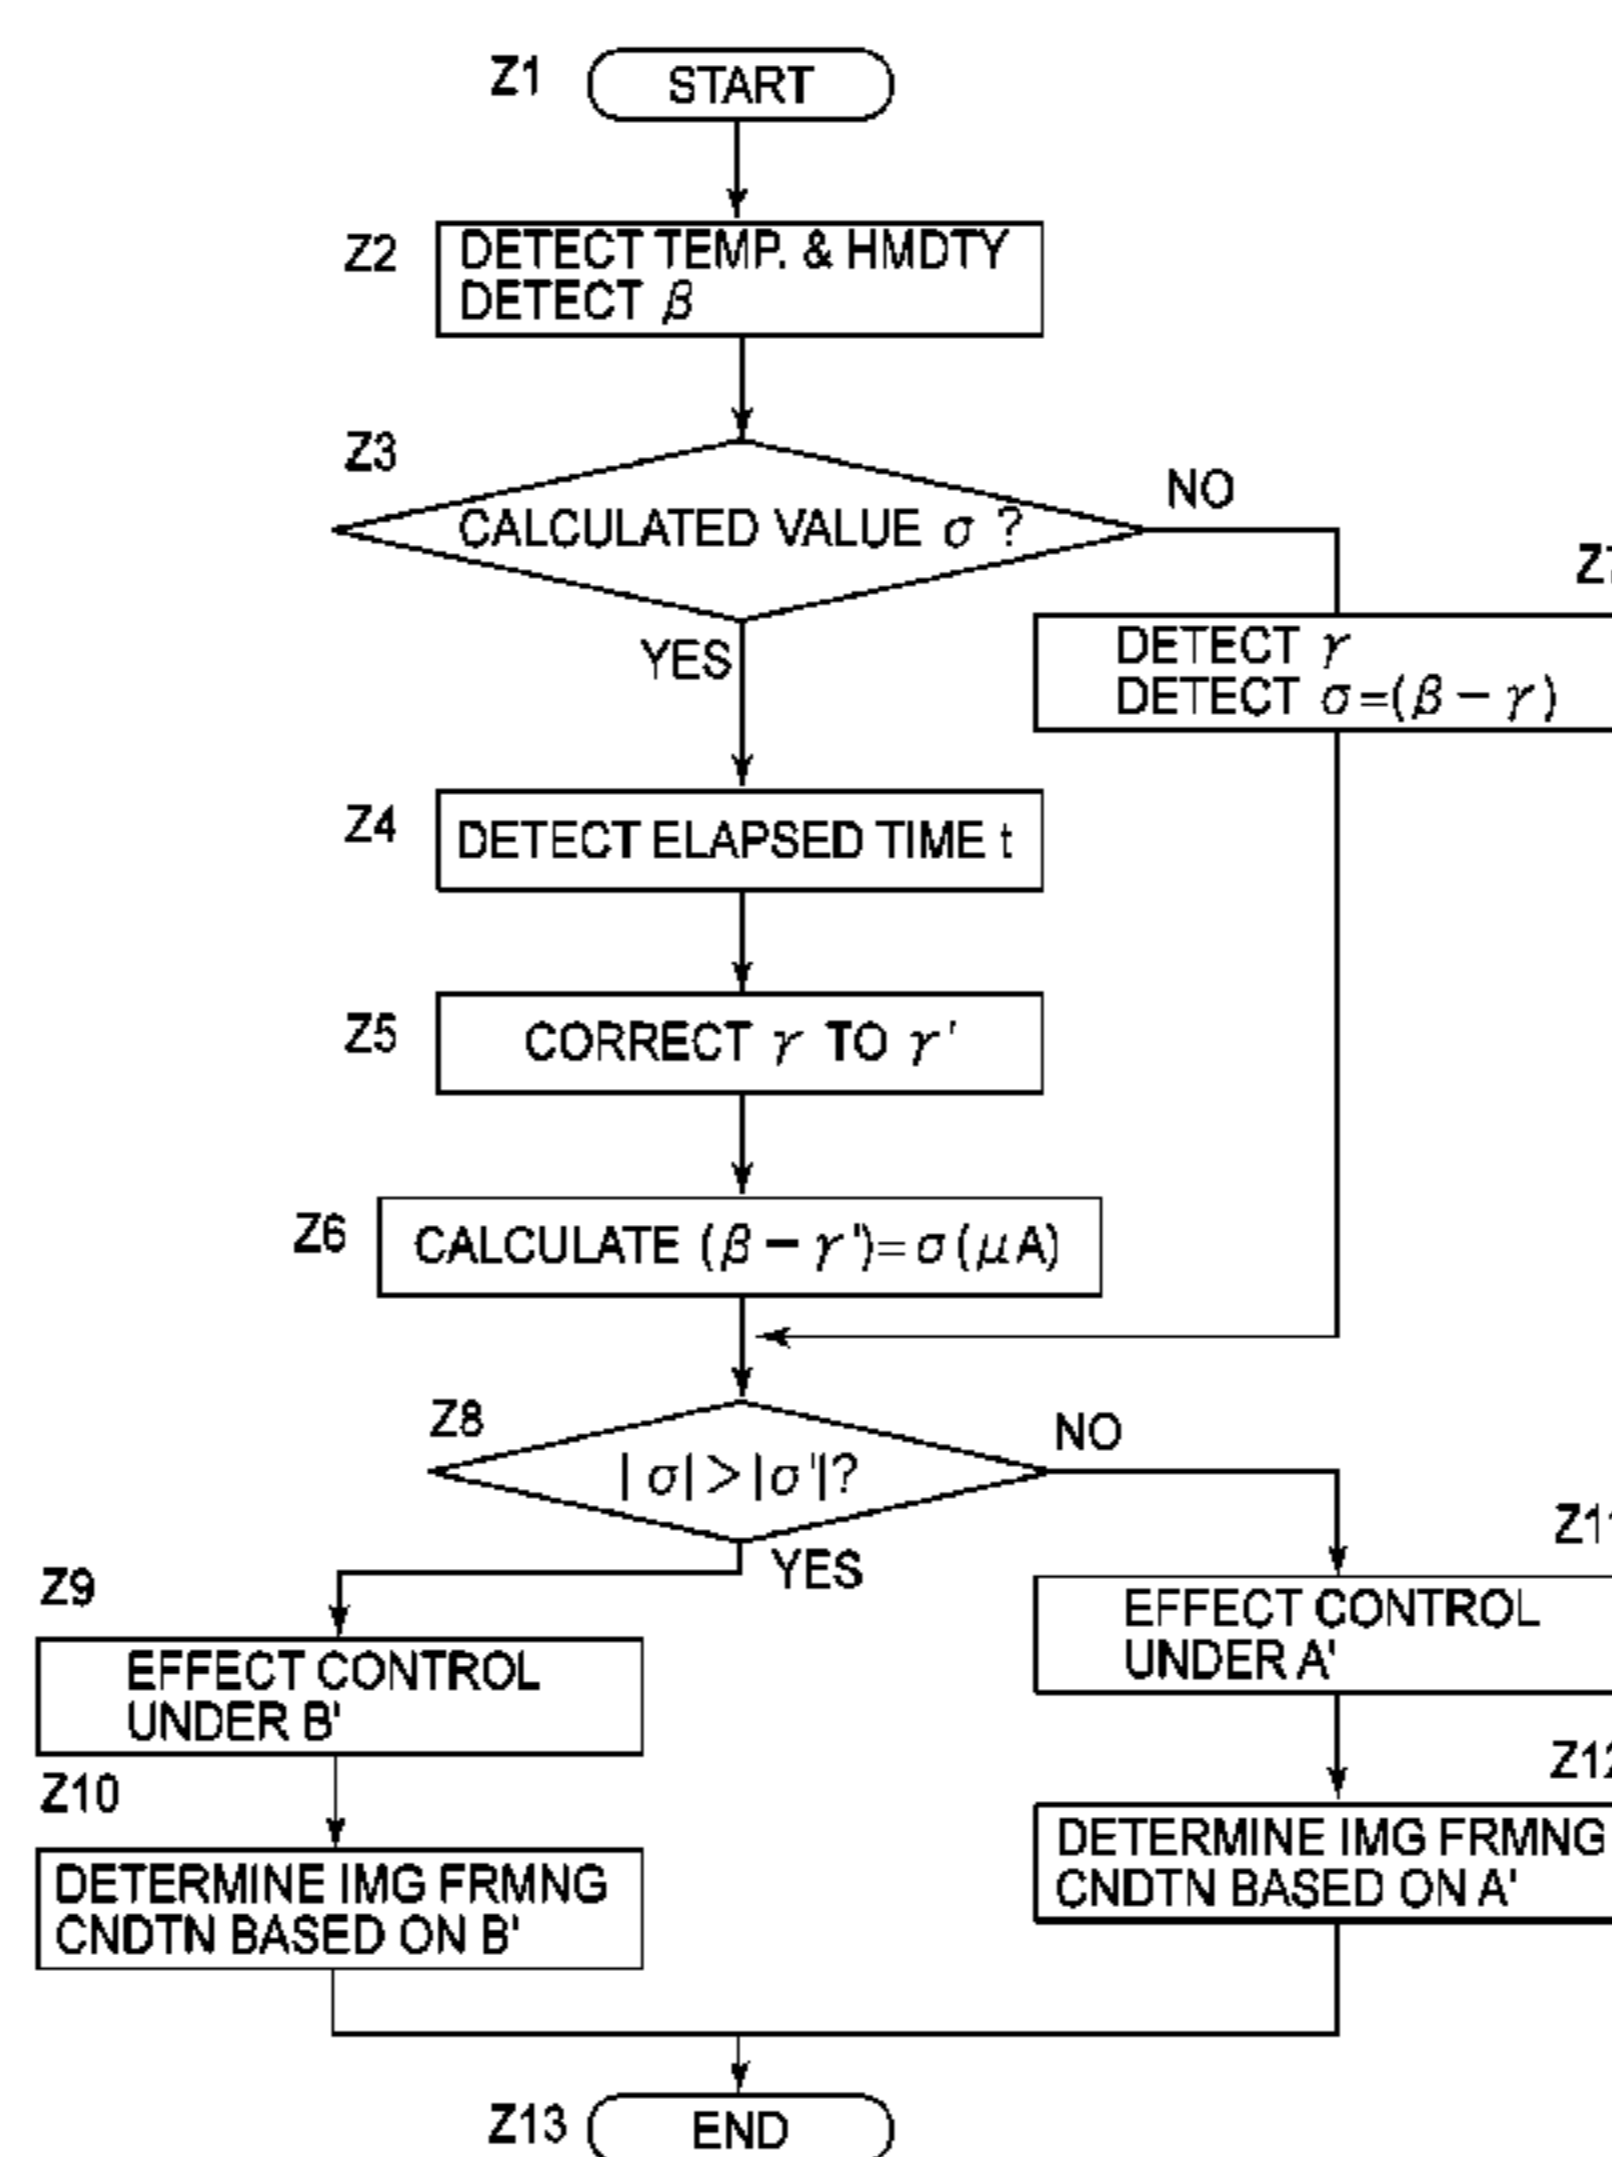 Z1 START
Z2 DETECT TEMP. & HMDTY
DETECT β
Z3 CALCULATED VALUE σ ?
NO
YES
DETECT γ
DETECT σ=(β − γ)
Z4 DETECT ELAPSED TIME t
Z5 CORRECT γ TO γ'
Z6 CALCULATE (β − γ')=σ(μA)
Z8 |σ|>|σ'|?
NO
YES
Z9 EFFECT CONTROL
UNDER B'
Z10 DETERMINE IMG FRMNG
CNDTN BASED ON B'
Z11 EFFECT CONTROL
UNDER A'
Z12 DETERMINE IMG FRMNG
CNDTN BASED ON A'
Z13 END